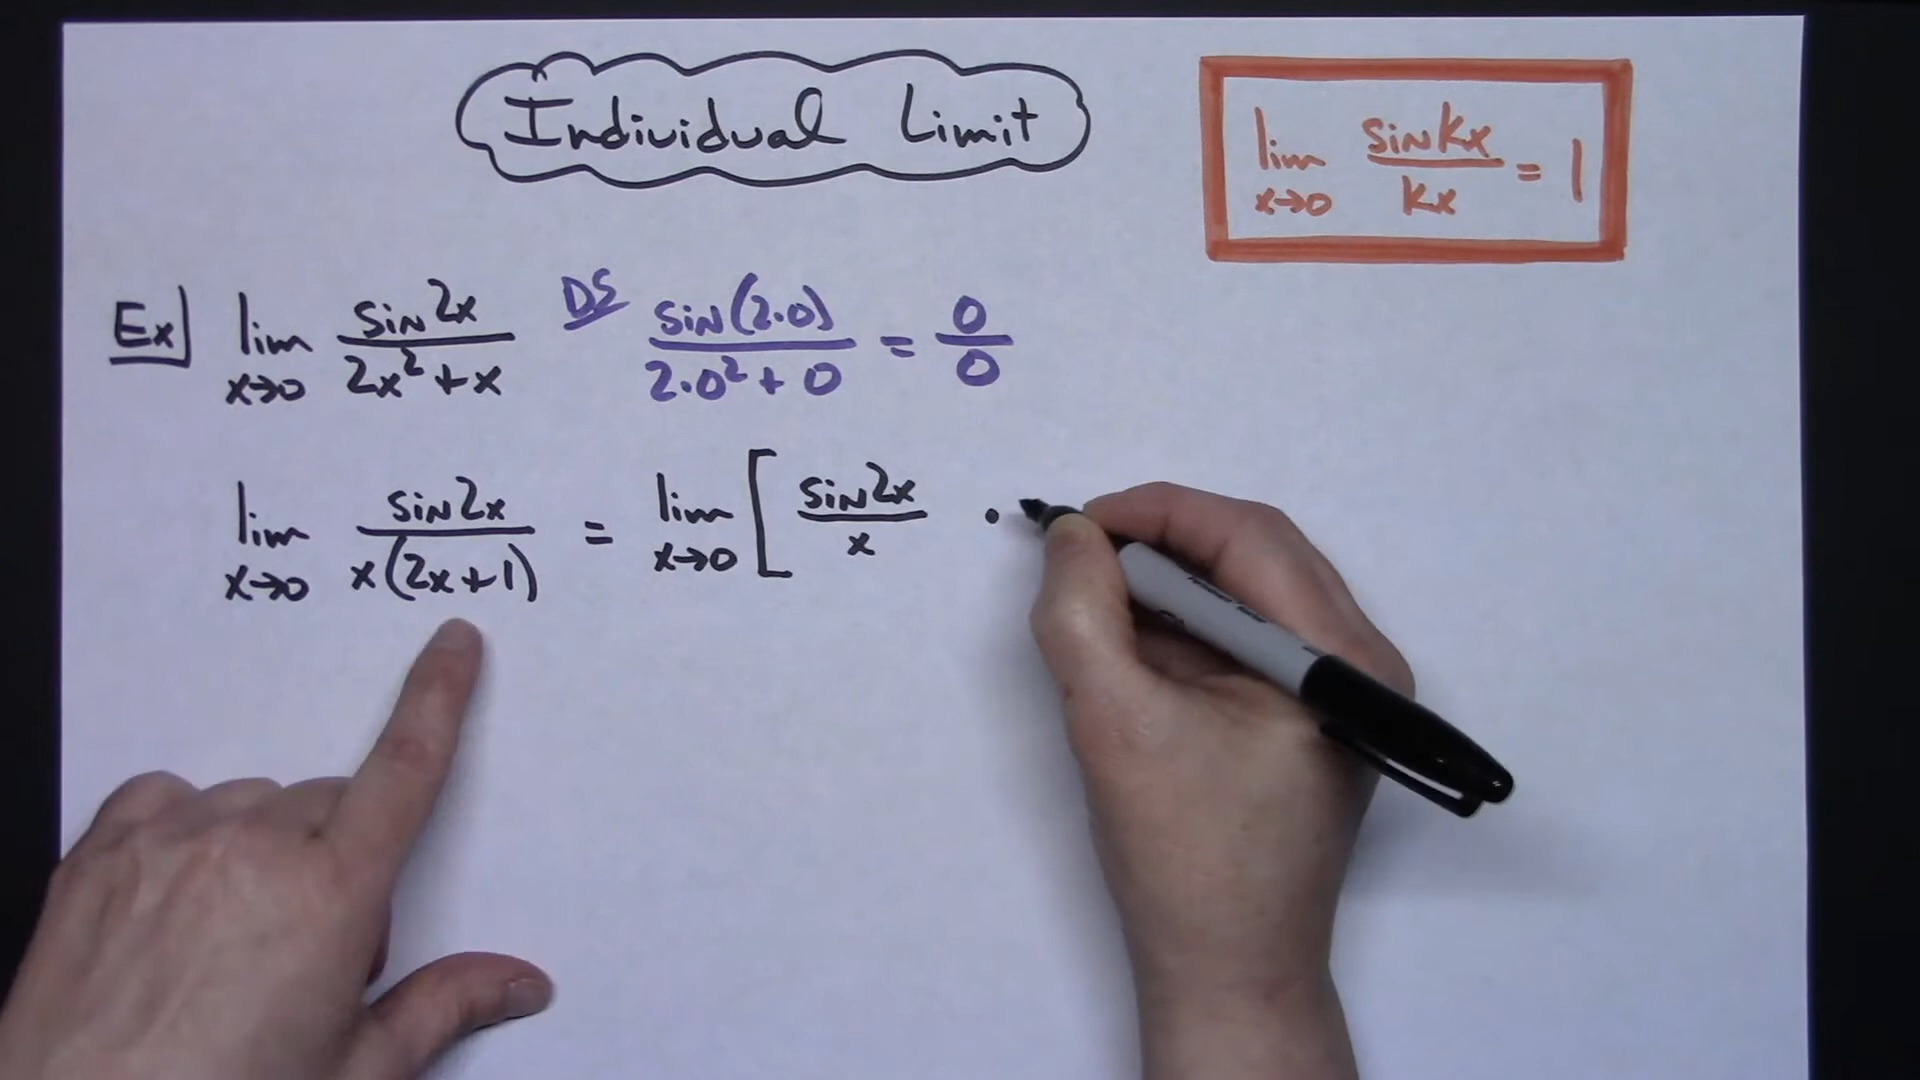 Individual Limit
lim x→0 sin kx / kx = 1
Ex] lim x→0 sin 2x / 2x² + x DS sin(2·0) / 2·0² + 0 = 0 / 0
lim x→0 sin 2x / x(2x+1) = lim x→0 [ sin 2x / x ·